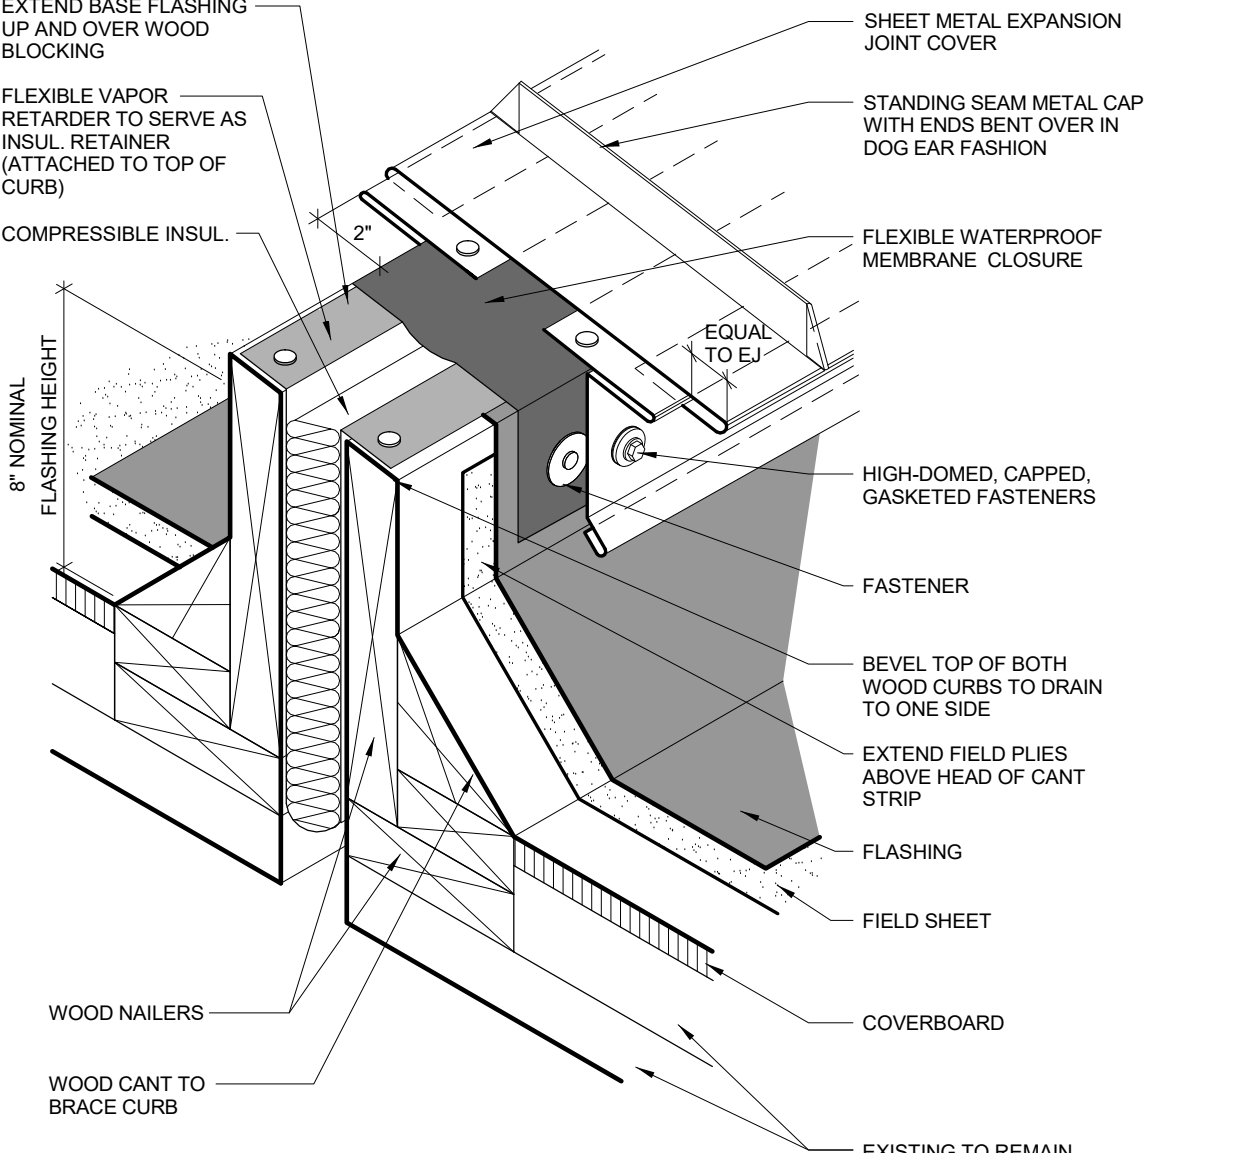 EXTEND BASE FLASHING
UP AND OVER WOOD
BLOCKING
FLEXIBLE VAPOR
RETARDER TO SERVE AS
INSUL. RETAINER
(ATTACHED TO TOP OF
CURB)
COMPRESSIBLE INSUL.
2"
8" NOMINAL
FLASHING HEIGHT
WOOD NAILERS
WOOD CANT TO
BRACE CURB
SHEET METAL EXPANSION
JOINT COVER
STANDING SEAM METAL CAP
WITH ENDS BENT OVER IN
DOG EAR FASHION
FLEXIBLE WATERPROOF
MEMBRANE CLOSURE
EQUAL
TO EJ
HIGH-DOMED, CAPPED,
GASKETED FASTENERS
FASTENER
BEVEL TOP OF BOTH
WOOD CURBS TO DRAIN
TO ONE SIDE
EXTEND FIELD PLIES
ABOVE HEAD OF CANT
STRIP
FLASHING
FIELD SHEET
COVERBOARD
EXISTING TO REMAIN